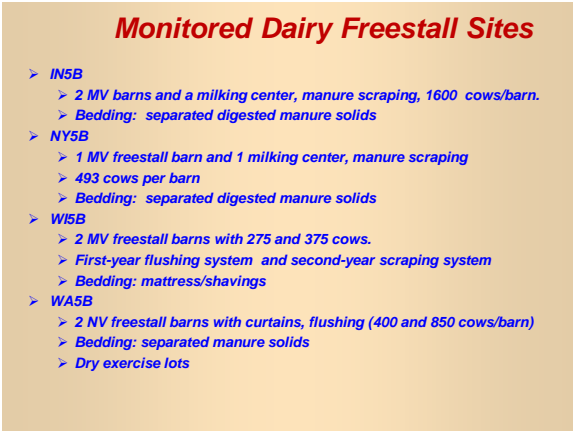 Monitored Dairy Freestall Sites
➢ IN5B
➢ 2 MV barns and a milking center, manure scraping, 1600 cows/barn.
➢ Bedding: separated digested manure solids
➢ NY5B
➢ 1 MV freestall barn and 1 milking center, manure scraping
➢ 493 cows per barn
➢ Bedding: separated digested manure solids
➢ WI5B
➢ 2 MV freestall barns with 275 and 375 cows.
➢ First-year flushing system and second-year scraping system
➢ Bedding: mattress/shavings
➢ WA5B
➢ 2 NV freestall barns with curtains, flushing (400 and 850 cows/barn)
➢ Bedding: separated manure solids
➢ Dry exercise lots